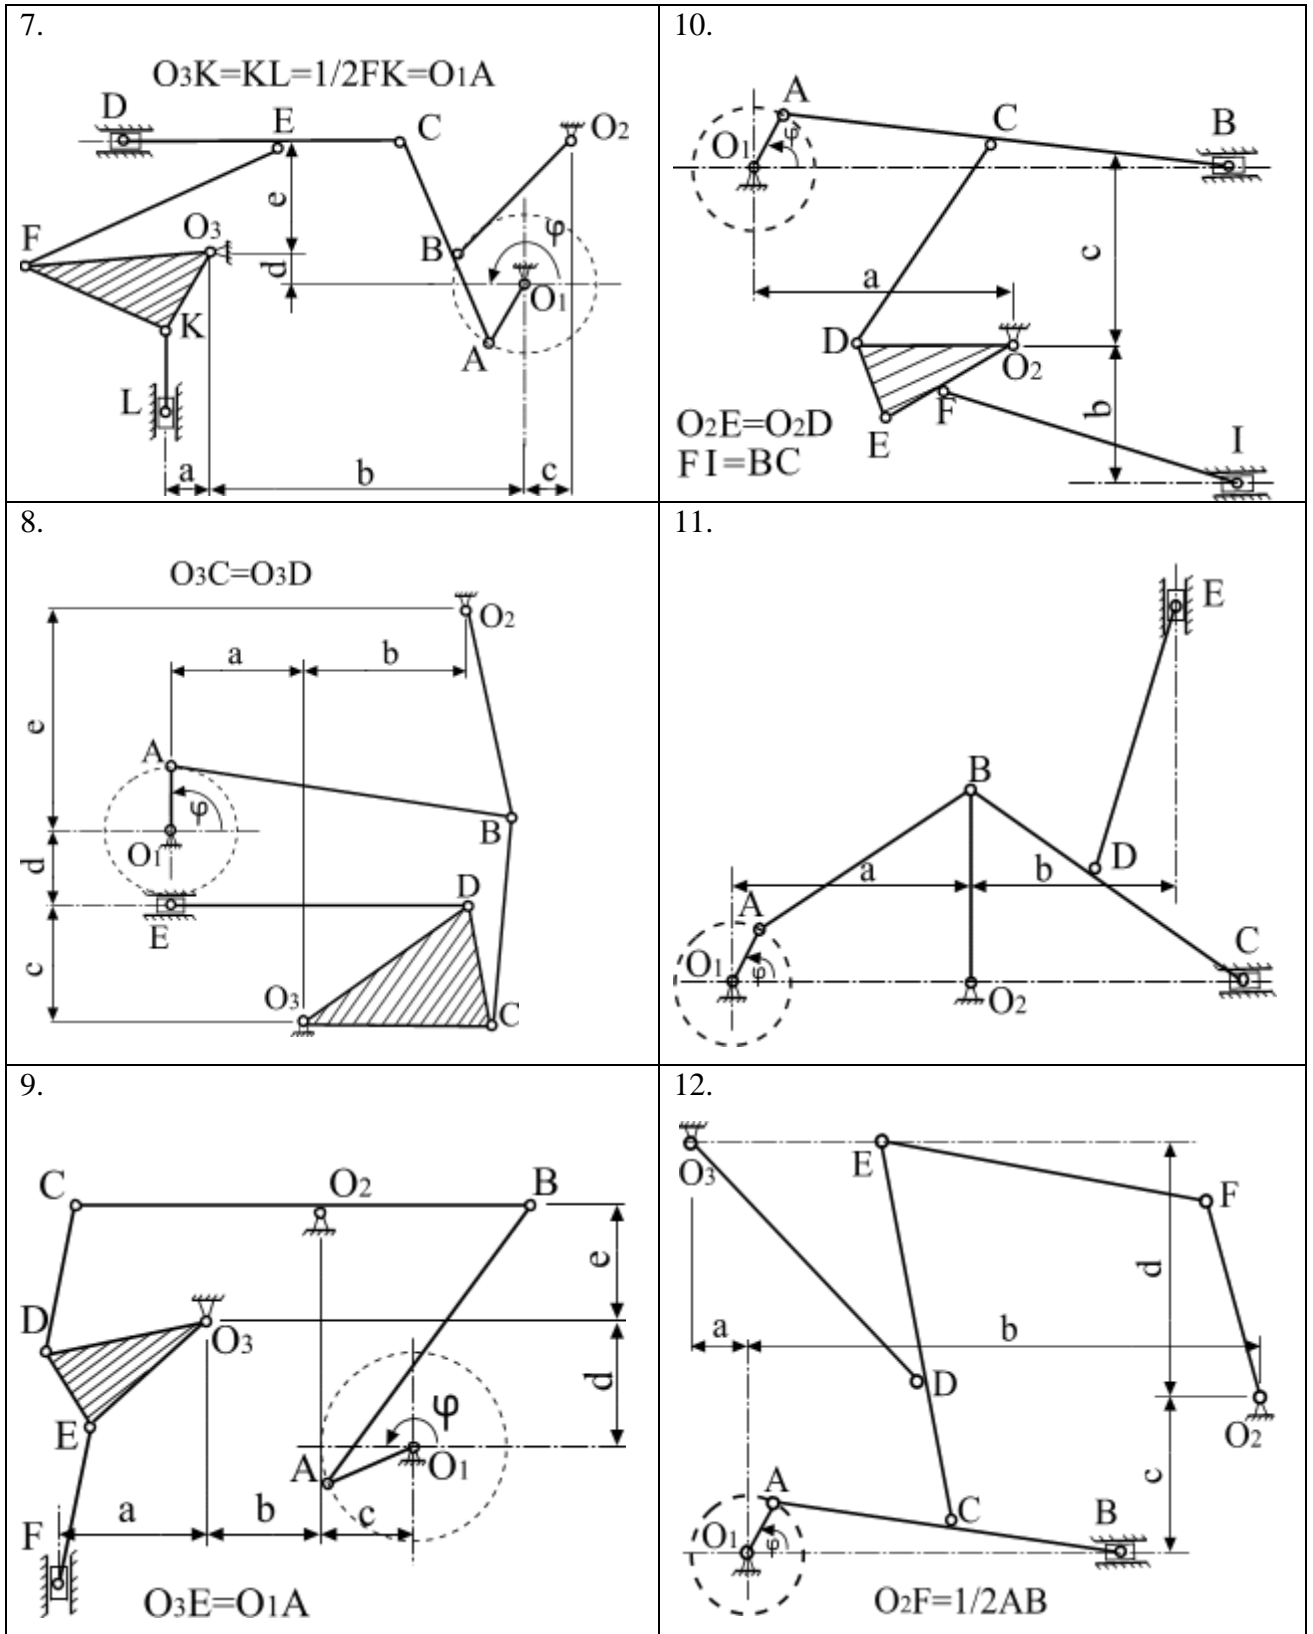 7.
O3K=KL=1/2FK=O1A
D
E
C
O2
e
φ
F
O3
B
d
O1
K
A
L
a
b
c
10.
A
C
B
O1
φ
c
a
D
O2
b
F
E
I
O2E=O2D
FI=BC
8.
O3C=O3D
O2
a
b
e
A
φ
B
O1
d
D
E
c
O3
C
11.
E
B
D
a
b
A
C
O1
φ
O2
9.
C
O2
B
e
D
O3
d
φ
E
A
O1
F
a
b
c
O3E=O1A
12.
O3
E
F
d
a
b
D
O2
c
A
C
B
O1
φ
O2F=1/2AB